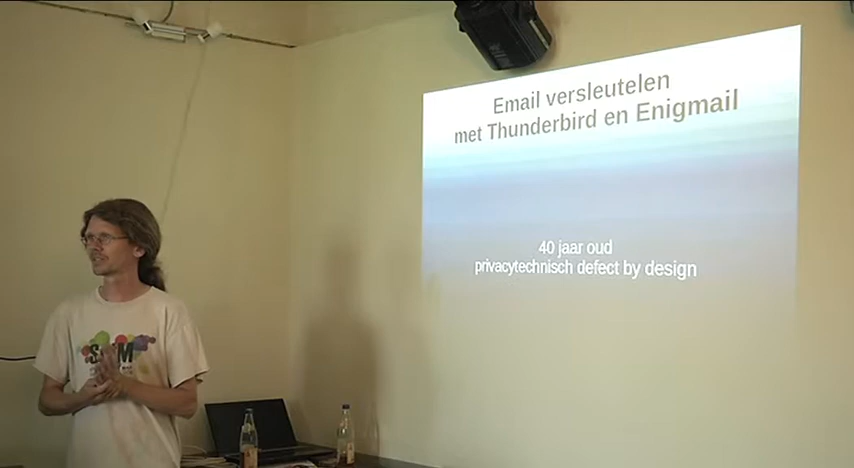 Email versleutelen
met Thunderbird en Enigmail
40 jaar oud
privacytechnisch defect by design